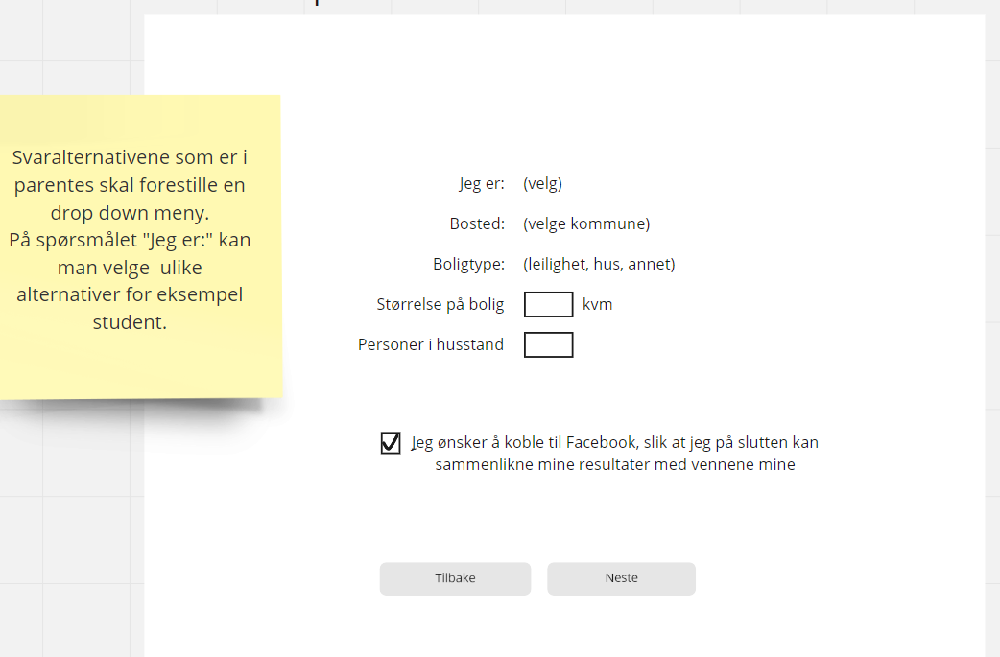 Svaralternativene som er i
parentes skal forestille en
drop down meny.
På spørsmålet "Jeg er:" kan
man velge  ulike
alternativer for eksempel
student.
Jeg er: (velg)
Bosted: (velge kommune)
Boligtype: (leilighet, hus, annet)
Størrelse på bolig kvm
Personer i husstand
Jeg ønsker å koble til Facebook, slik at jeg på slutten kan
sammenlikne mine resultater med vennene mine
Tilbake Neste